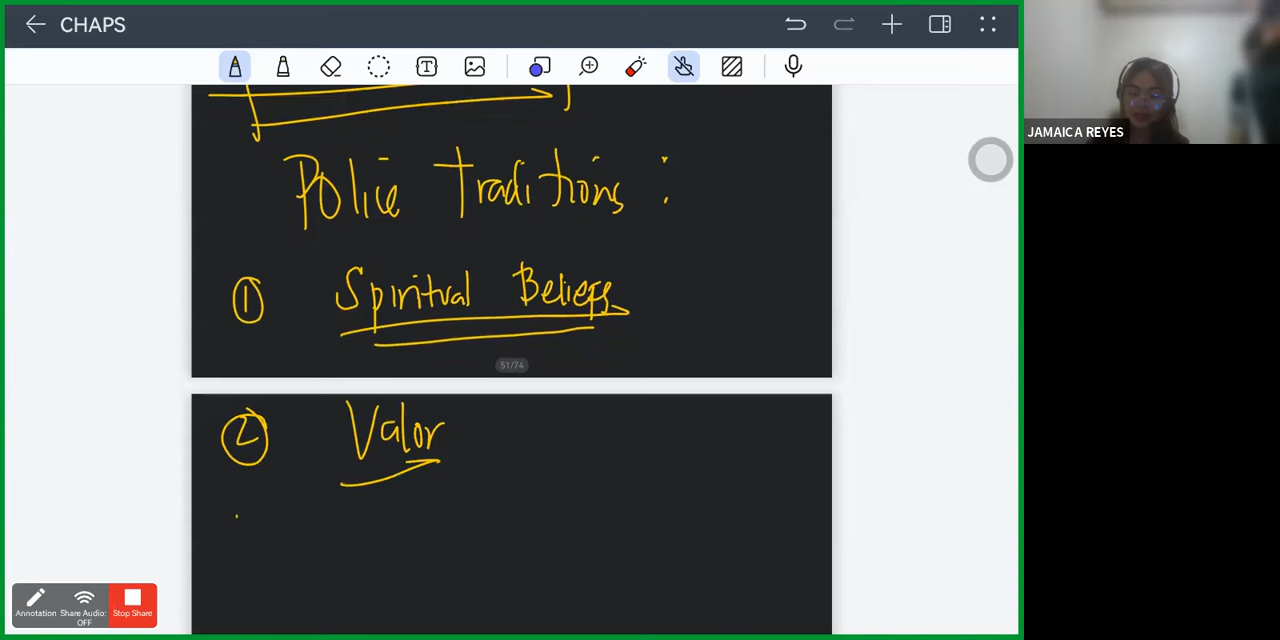 CHAPS
JAMAICA REYES
Police Traditions :
① Spiritual Beliefs
51/74
② Valor
Annotation
Share Audio: OFF
Stop Share